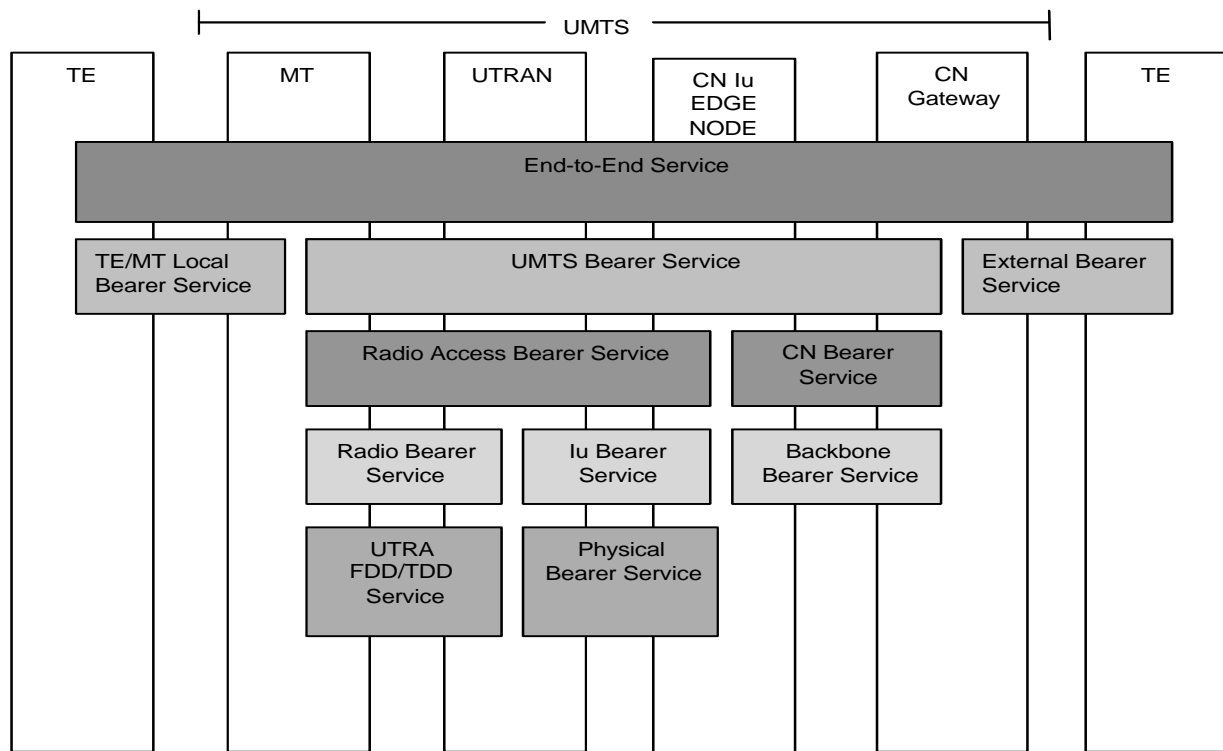 UMTS
TE
MT
UTRAN
CN Iu
EDGE
NODE
CN
Gateway
TE
End-to-End Service
TE/MT Local
Bearer Service
UMTS Bearer Service
External Bearer
Service
Radio Access Bearer Service
CN Bearer
Service
Radio Bearer
Service
Iu Bearer
Service
Backbone
Bearer Service
UTRA
FDD/TDD
Service
Physical
Bearer Service